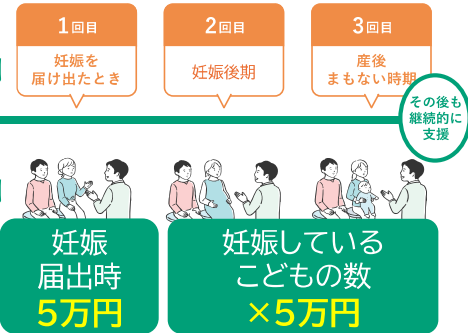 1回目
妊娠を
届け出たとき
2回目
妊娠後期
3回目
産後
まもない時期
その後も
継続的に
支援
妊娠
届出時
5万円
妊娠している
こどもの数
×5万円